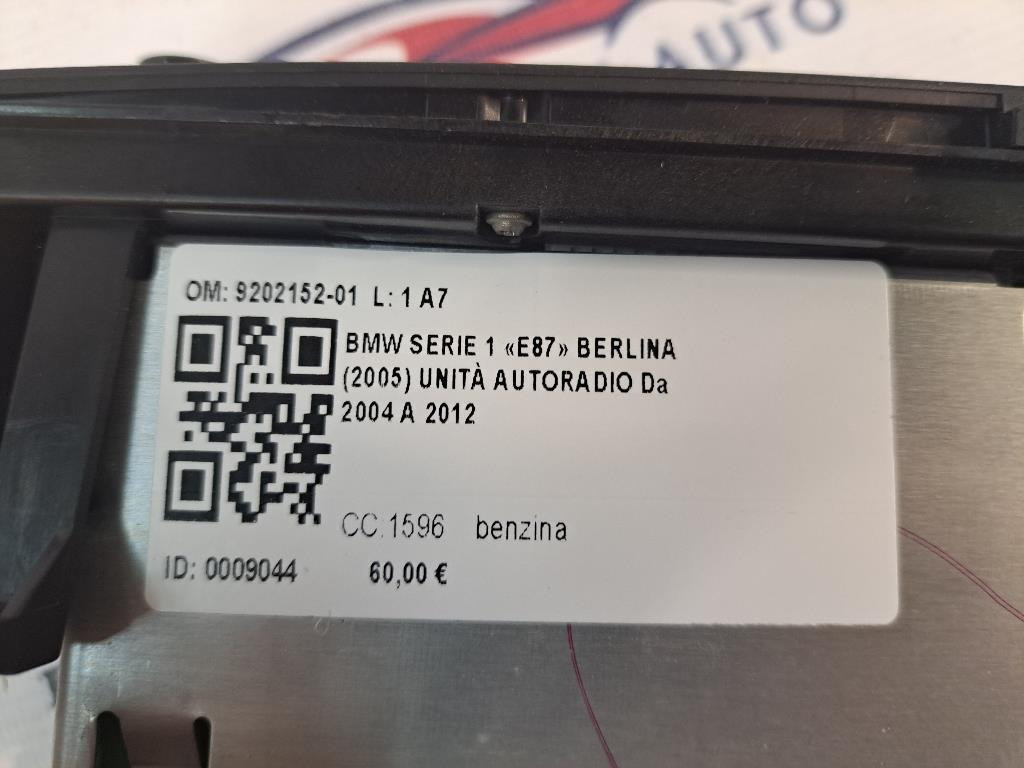 AUTO
OM: 9202152-01 L: 1 A7
BMW SERIE 1 «E87» BERLINA
(2005) UNITÀ AUTORADIO Da
2004 A 2012
CC:1596 benzina
ID: 0009044 60,00 €